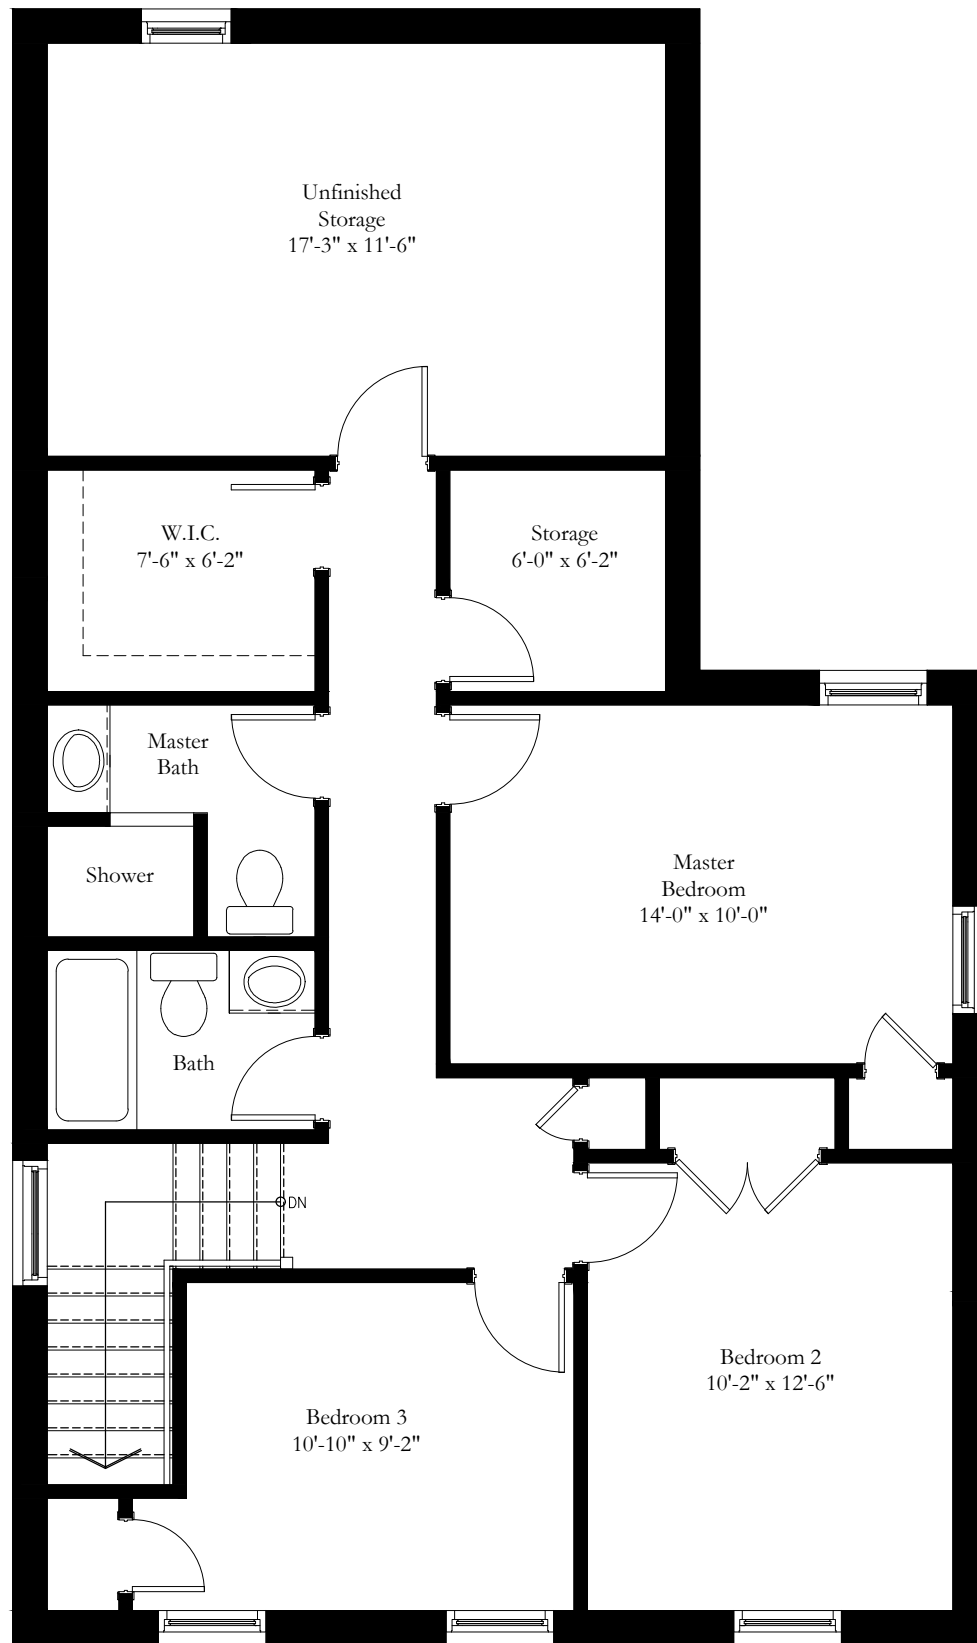 Unfinished
Storage
17'-3" x 11'-6"
W.I.C.
7'-6" x 6'-2"
Storage
6'-0" x 6'-2"
Master
Bath
Shower
Master
Bedroom
14'-0" x 10'-0"
Bath
DN
Bedroom 2
10'-2" x 12'-6"
Bedroom 3
10'-10" x 9'-2"